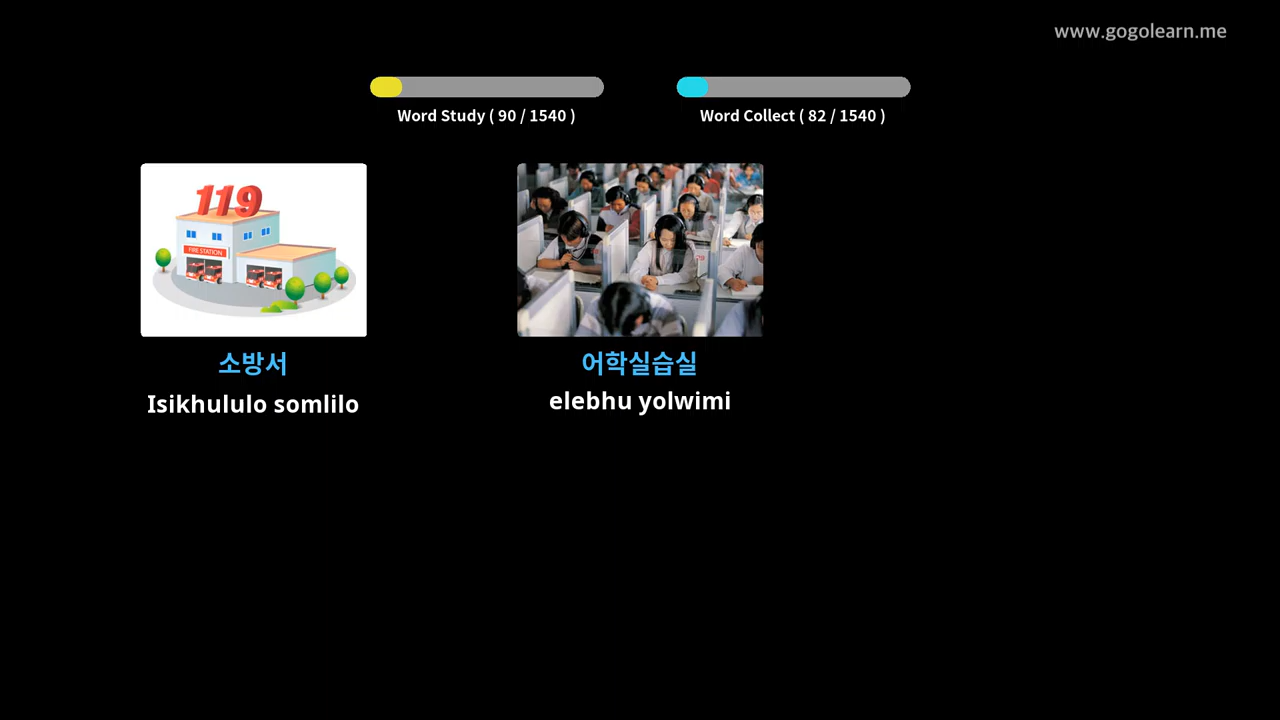 www.gogolearn.me
Word Study ( 90 / 1540 )
Word Collect ( 82 / 1540 )
119
FIRE STATION
소방서
Isikhululo somlilo
어학실습실
elebhu yolwimi